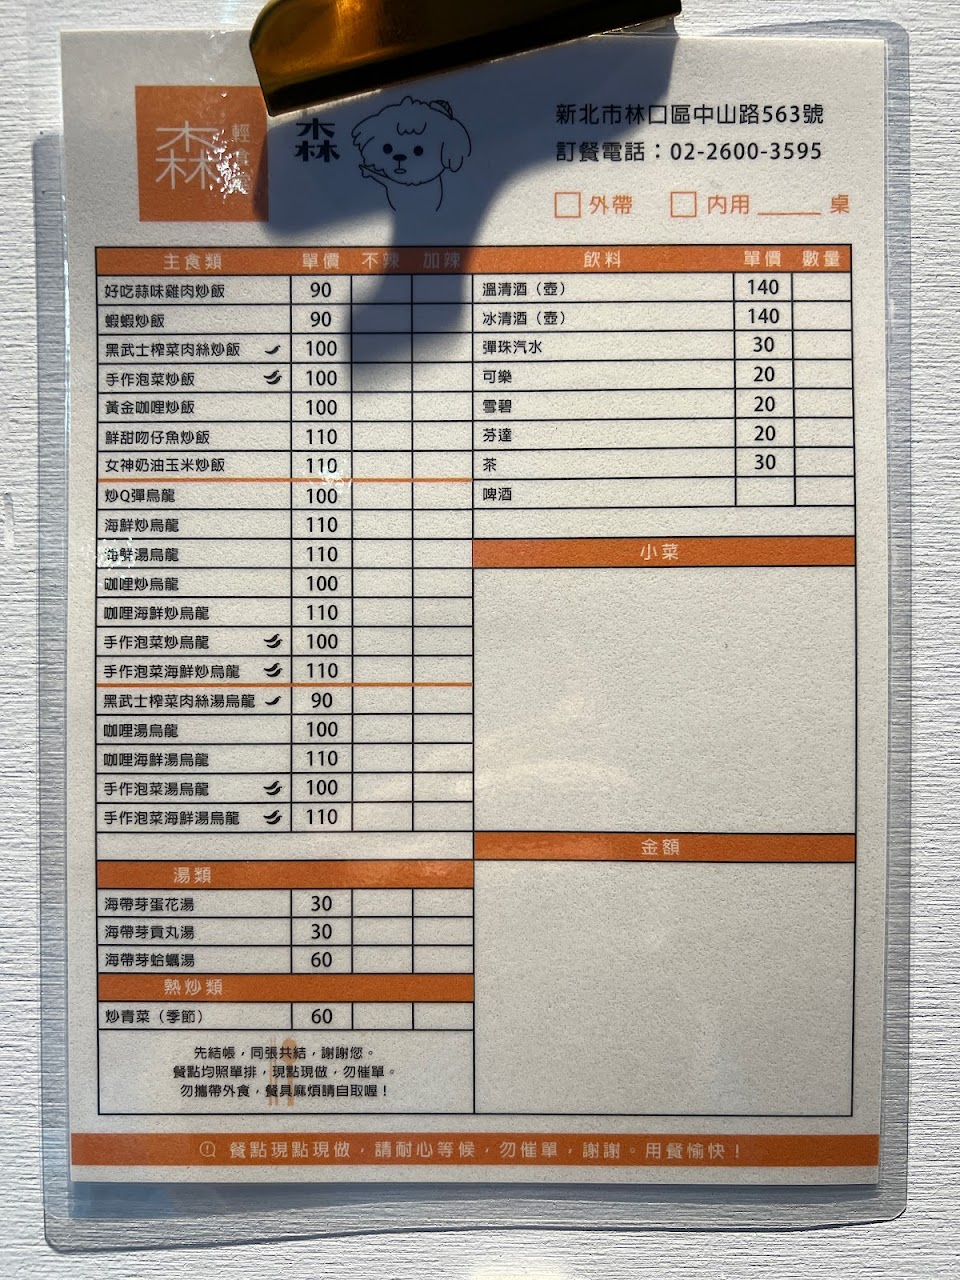 森 輕食
森
新北市林口區中山路563號
訂餐電話：02-2600-3595
外帶 內用_____桌
主食類 單價 不辣 加辣
好吃蒜味雞肉炒飯 90
蝦蝦炒飯 90
黑武士榨菜肉絲炒飯 100
手作泡菜炒飯 100
黃金咖哩炒飯 100
鮮甜吻仔魚炒飯 110
女神奶油玉米炒飯 110
炒Q彈烏龍 100
海鮮炒烏龍 110
海鮮湯烏龍 110
咖哩炒烏龍 100
咖哩海鮮炒烏龍 110
手作泡菜炒烏龍 100
手作泡菜海鮮炒烏龍 110
黑武士榨菜肉絲湯烏龍 90
咖哩湯烏龍 100
咖哩海鮮湯烏龍 110
手作泡菜湯烏龍 100
手作泡菜海鮮湯烏龍 110
湯類
海帶芽蛋花湯 30
海帶芽貢丸湯 30
海帶芽蛤蠣湯 60
熱炒類
炒青菜（季節） 60
先結帳，同張共結，謝謝您。
餐點均照單排，現點現做，勿催單。
勿攜帶外食，餐具麻煩請自取喔！
飲料 單價 數量
溫清酒（壺） 140
冰清酒（壺） 140
彈珠汽水 30
可樂 20
雪碧 20
芬達 20
茶 30
啤酒
小菜
金額
餐點現點現做，請耐心等候，勿催單，謝謝。用餐愉快！